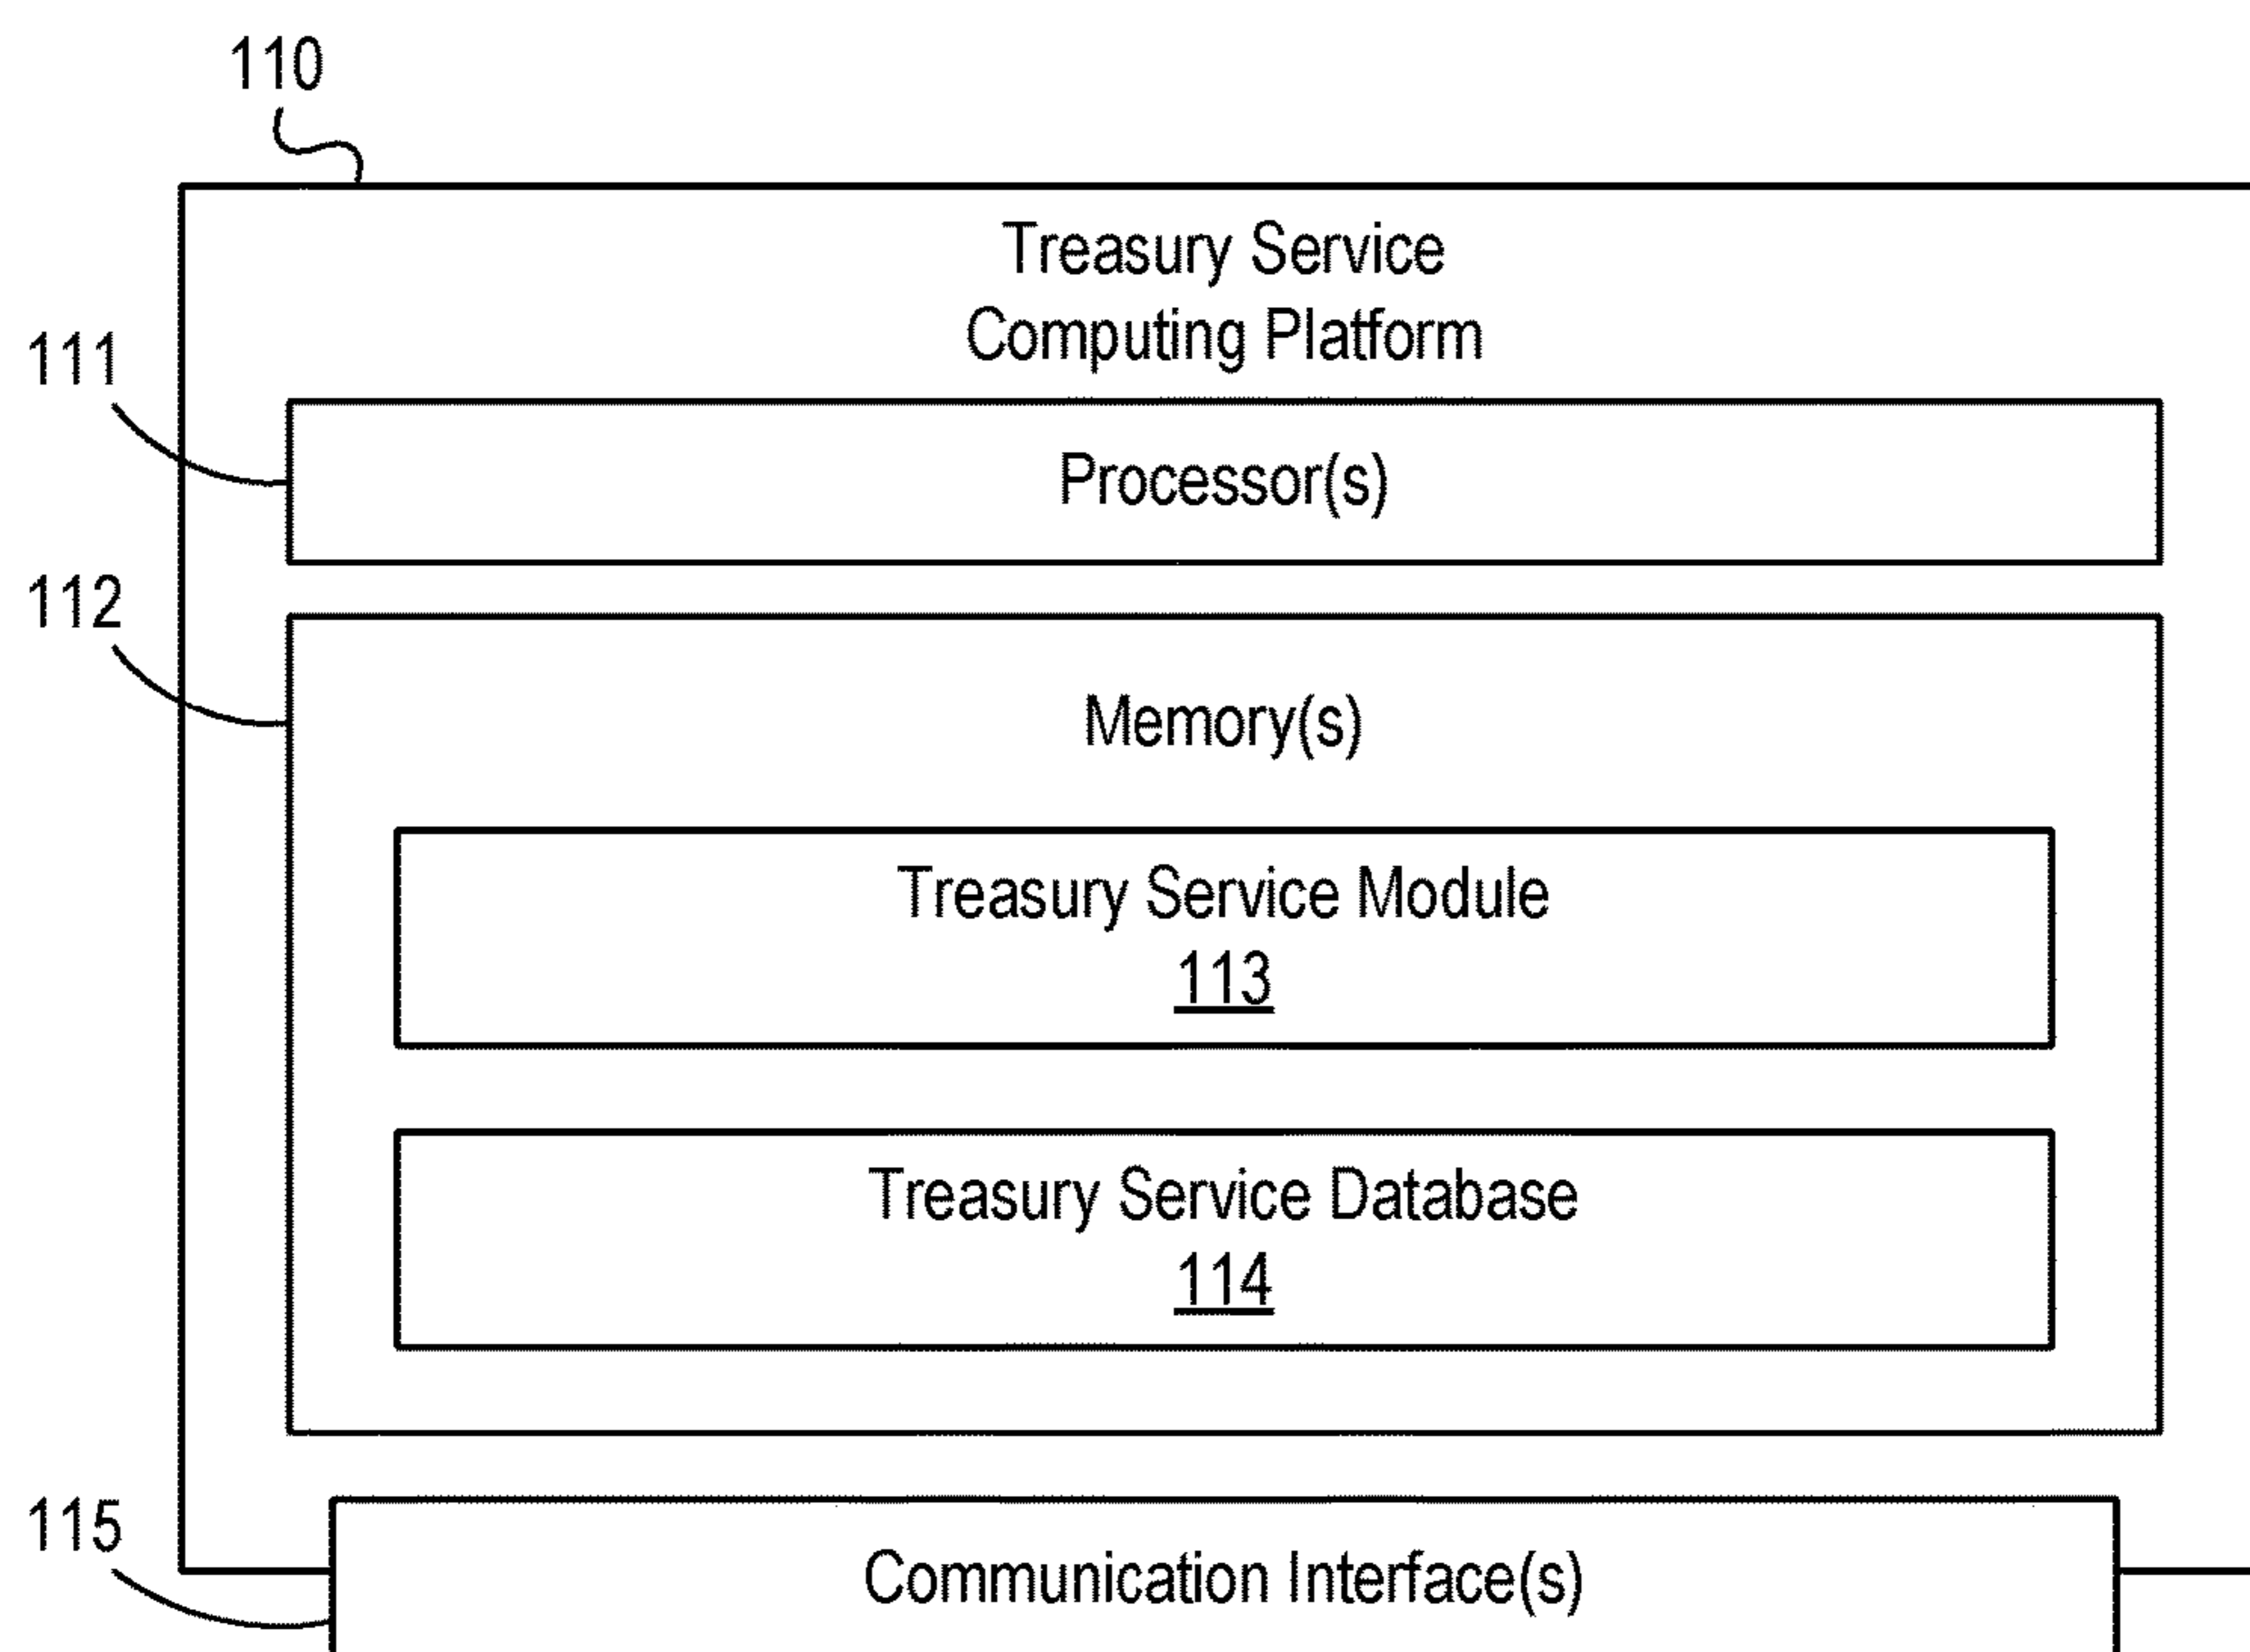 110
Treasury Service
Computing Platform
111
Processor(s)
112
Memory(s)
Treasury Service Module
113
Treasury Service Database
114
115
Communication Interface(s)